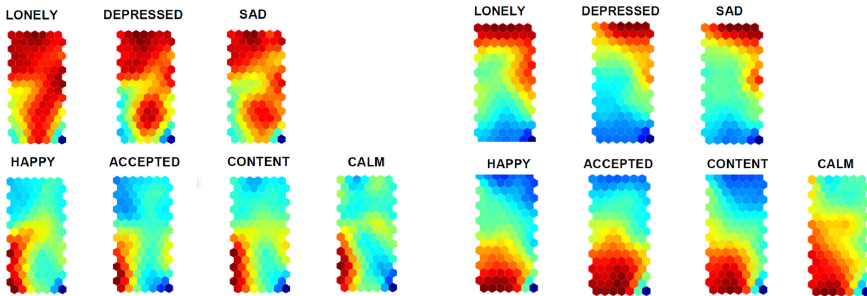 LONELY DEPRESSED SAD
HAPPY ACCEPTED CONTENT CALM
LONELY DEPRESSED SAD
HAPPY ACCEPTED CONTENT CALM